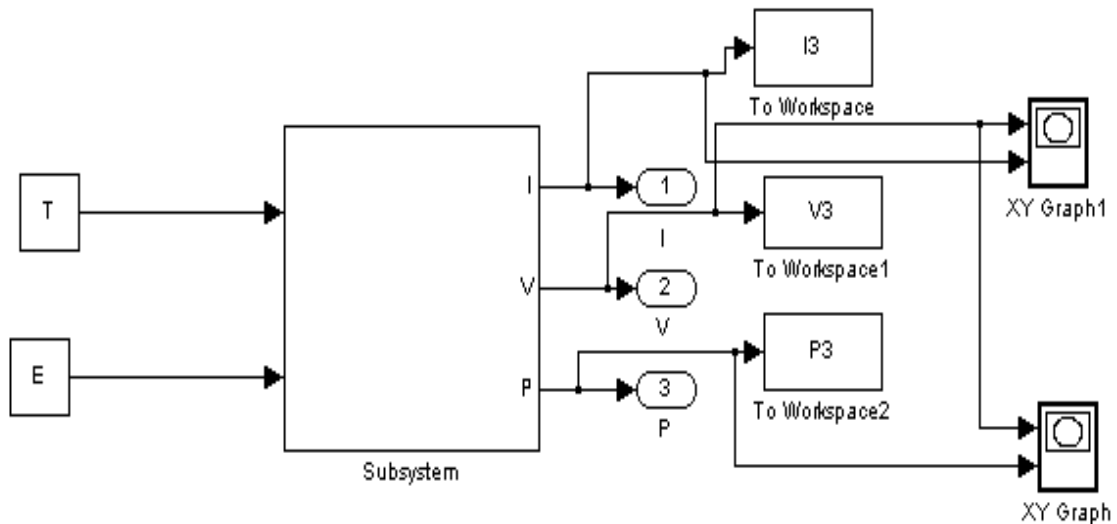 I3
To Workspace
T
I
1
I
XY Graph1
V3
To Workspace1
V
2
V
E
P
3
P
P3
To Workspace2
Subsystem
XY Graph